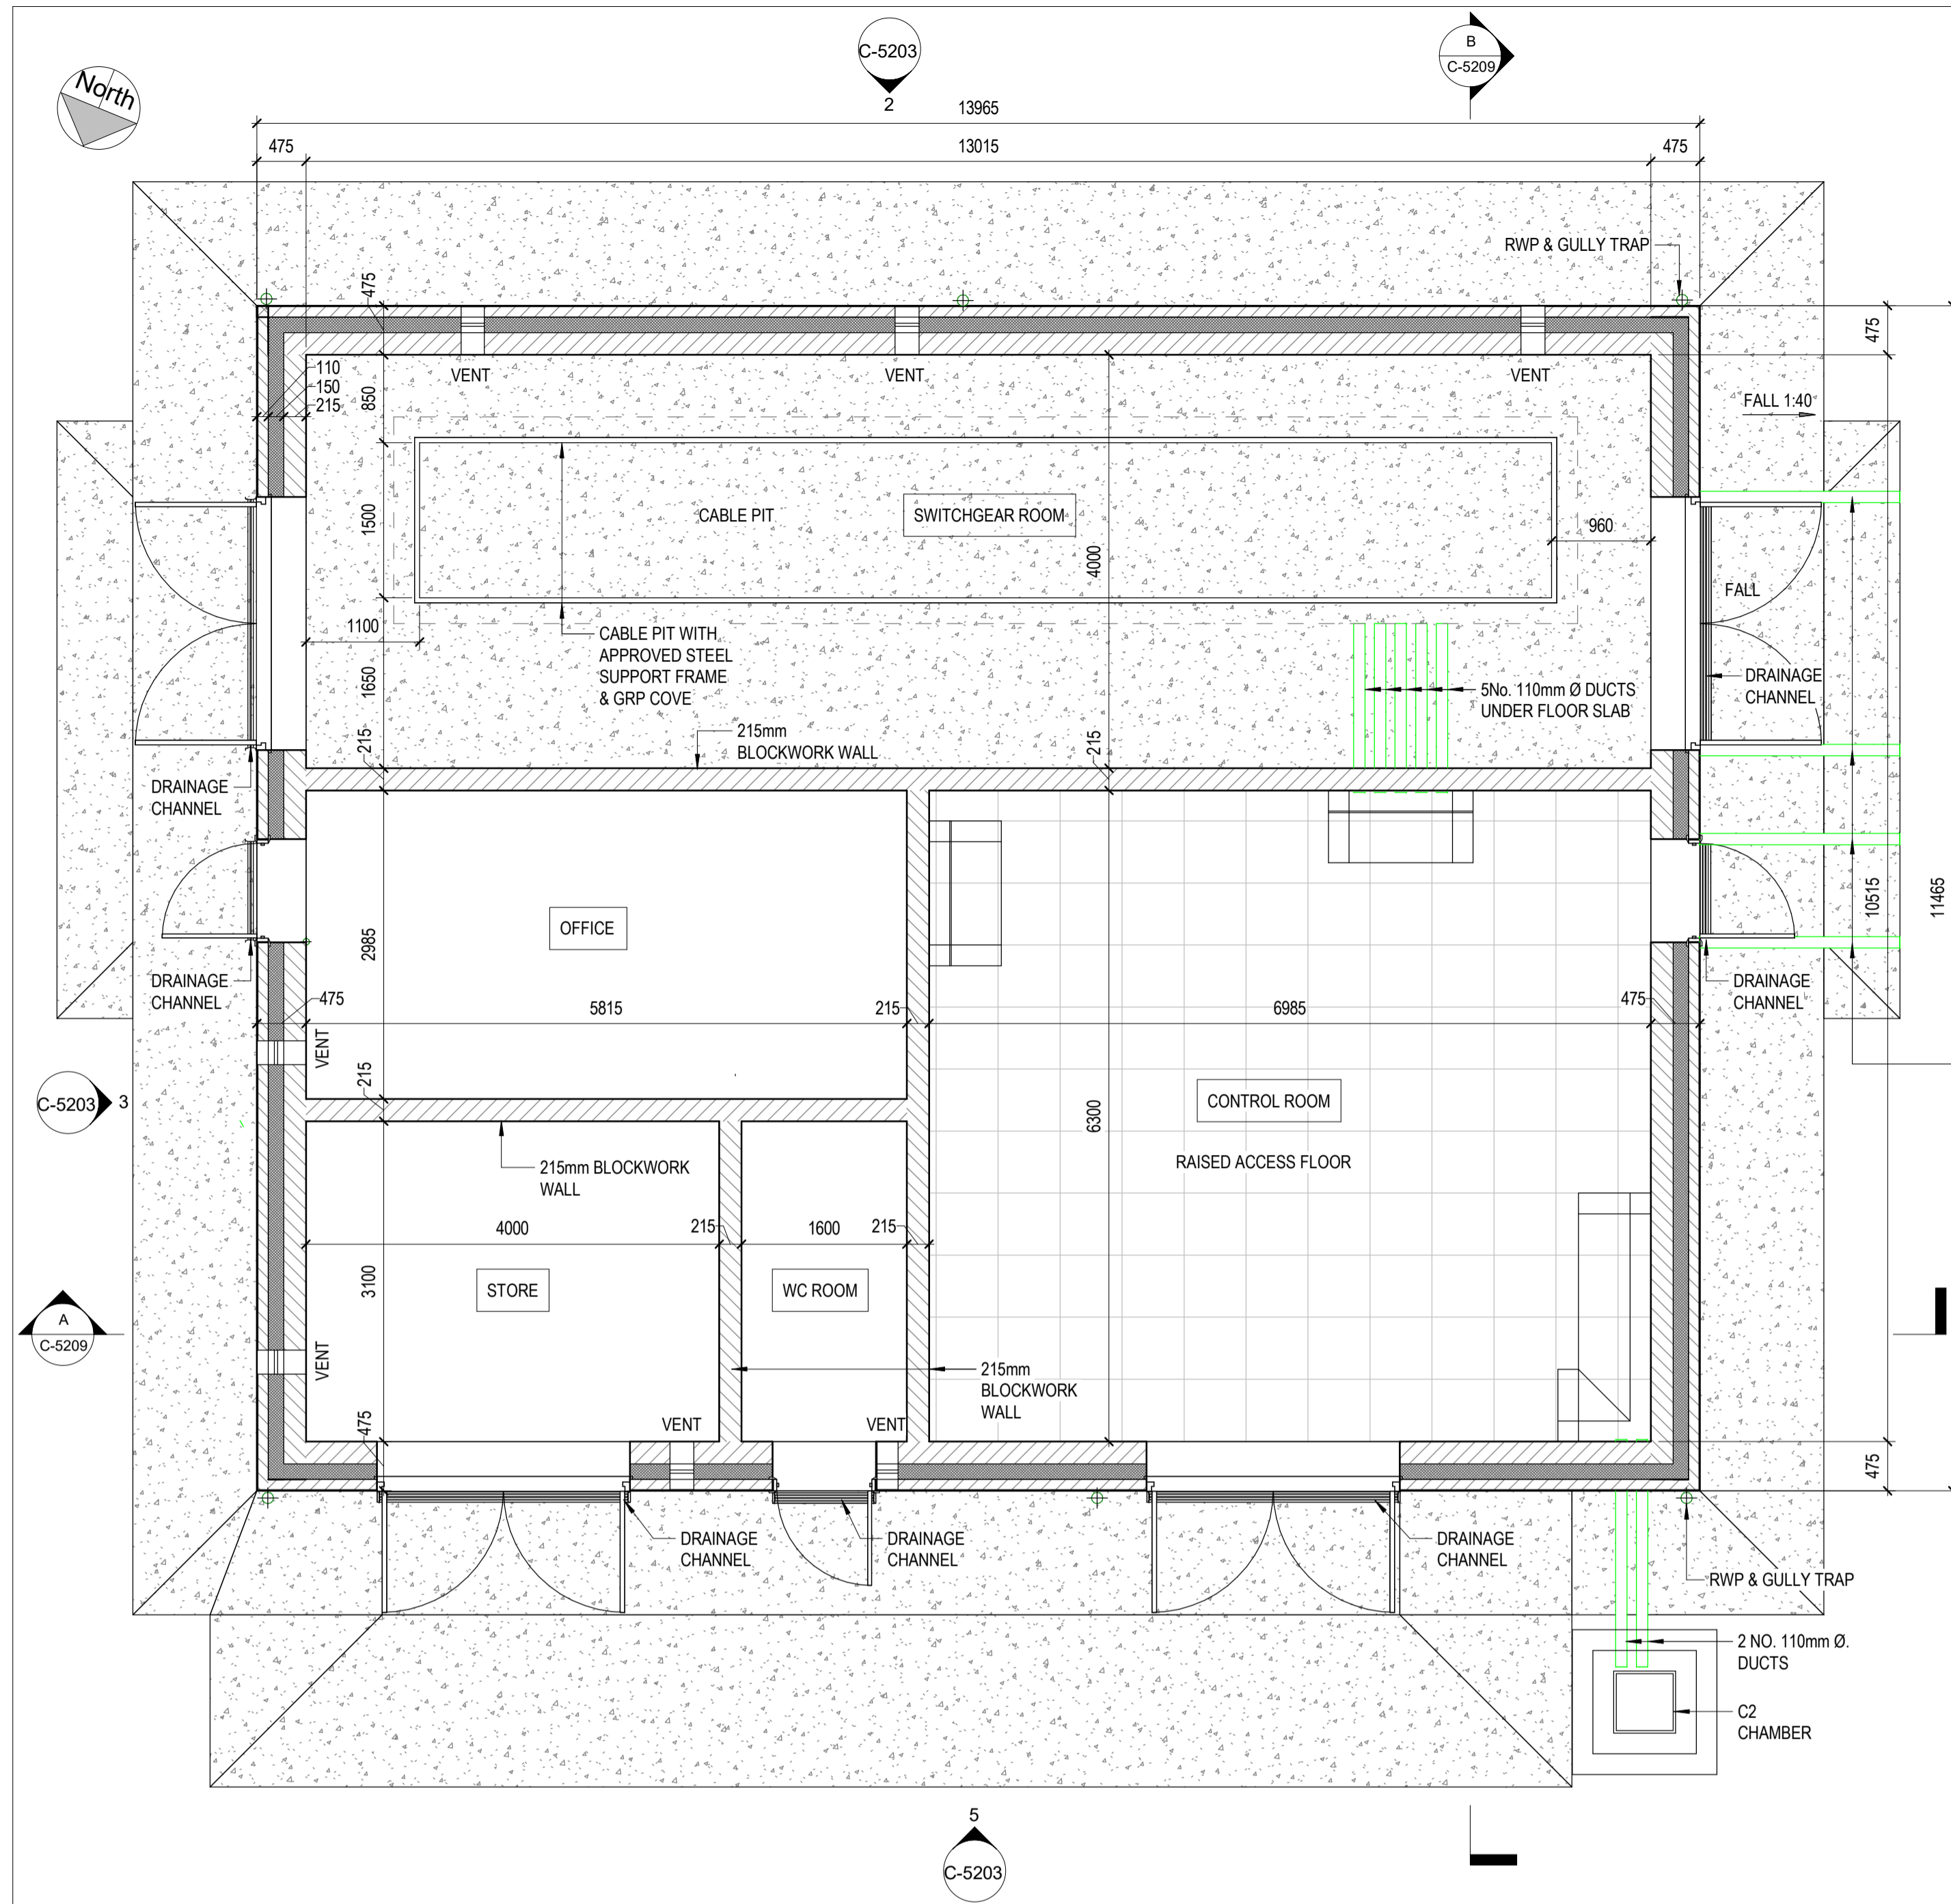 North
C-5203
2
B
C-5209
13965
475
13015
475
RWP & GULLY TRAP
475
475
110
150
215
850
VENT
VENT
VENT
FALL 1:40
1500
CABLE PIT
SWITCHGEAR ROOM
960
4000
FALL
1100
CABLE PIT WITH
APPROVED STEEL
SUPPORT FRAME
& GRP COVE
1650
5No. 110mm Ø DUCTS
UNDER FLOOR SLAB
DRAINAGE
CHANNEL
215
215mm
BLOCKWORK WALL
215
DRAINAGE
CHANNEL
10515
11465
OFFICE
2985
DRAINAGE
CHANNEL
DRAINAGE
CHANNEL
475
5815
215
6985
475
VENT
215
C-5203
3
CONTROL ROOM
6300
RAISED ACCESS FLOOR
215mm BLOCKWORK
WALL
4000
215
1600
215
3100
STORE
WC ROOM
A
C-5209
VENT
215mm
BLOCKWORK
WALL
475
VENT
VENT
475
DRAINAGE
CHANNEL
DRAINAGE
CHANNEL
DRAINAGE
CHANNEL
RWP & GULLY TRAP
2 NO. 110mm Ø.
DUCTS
C2
CHAMBER
5
C-5203